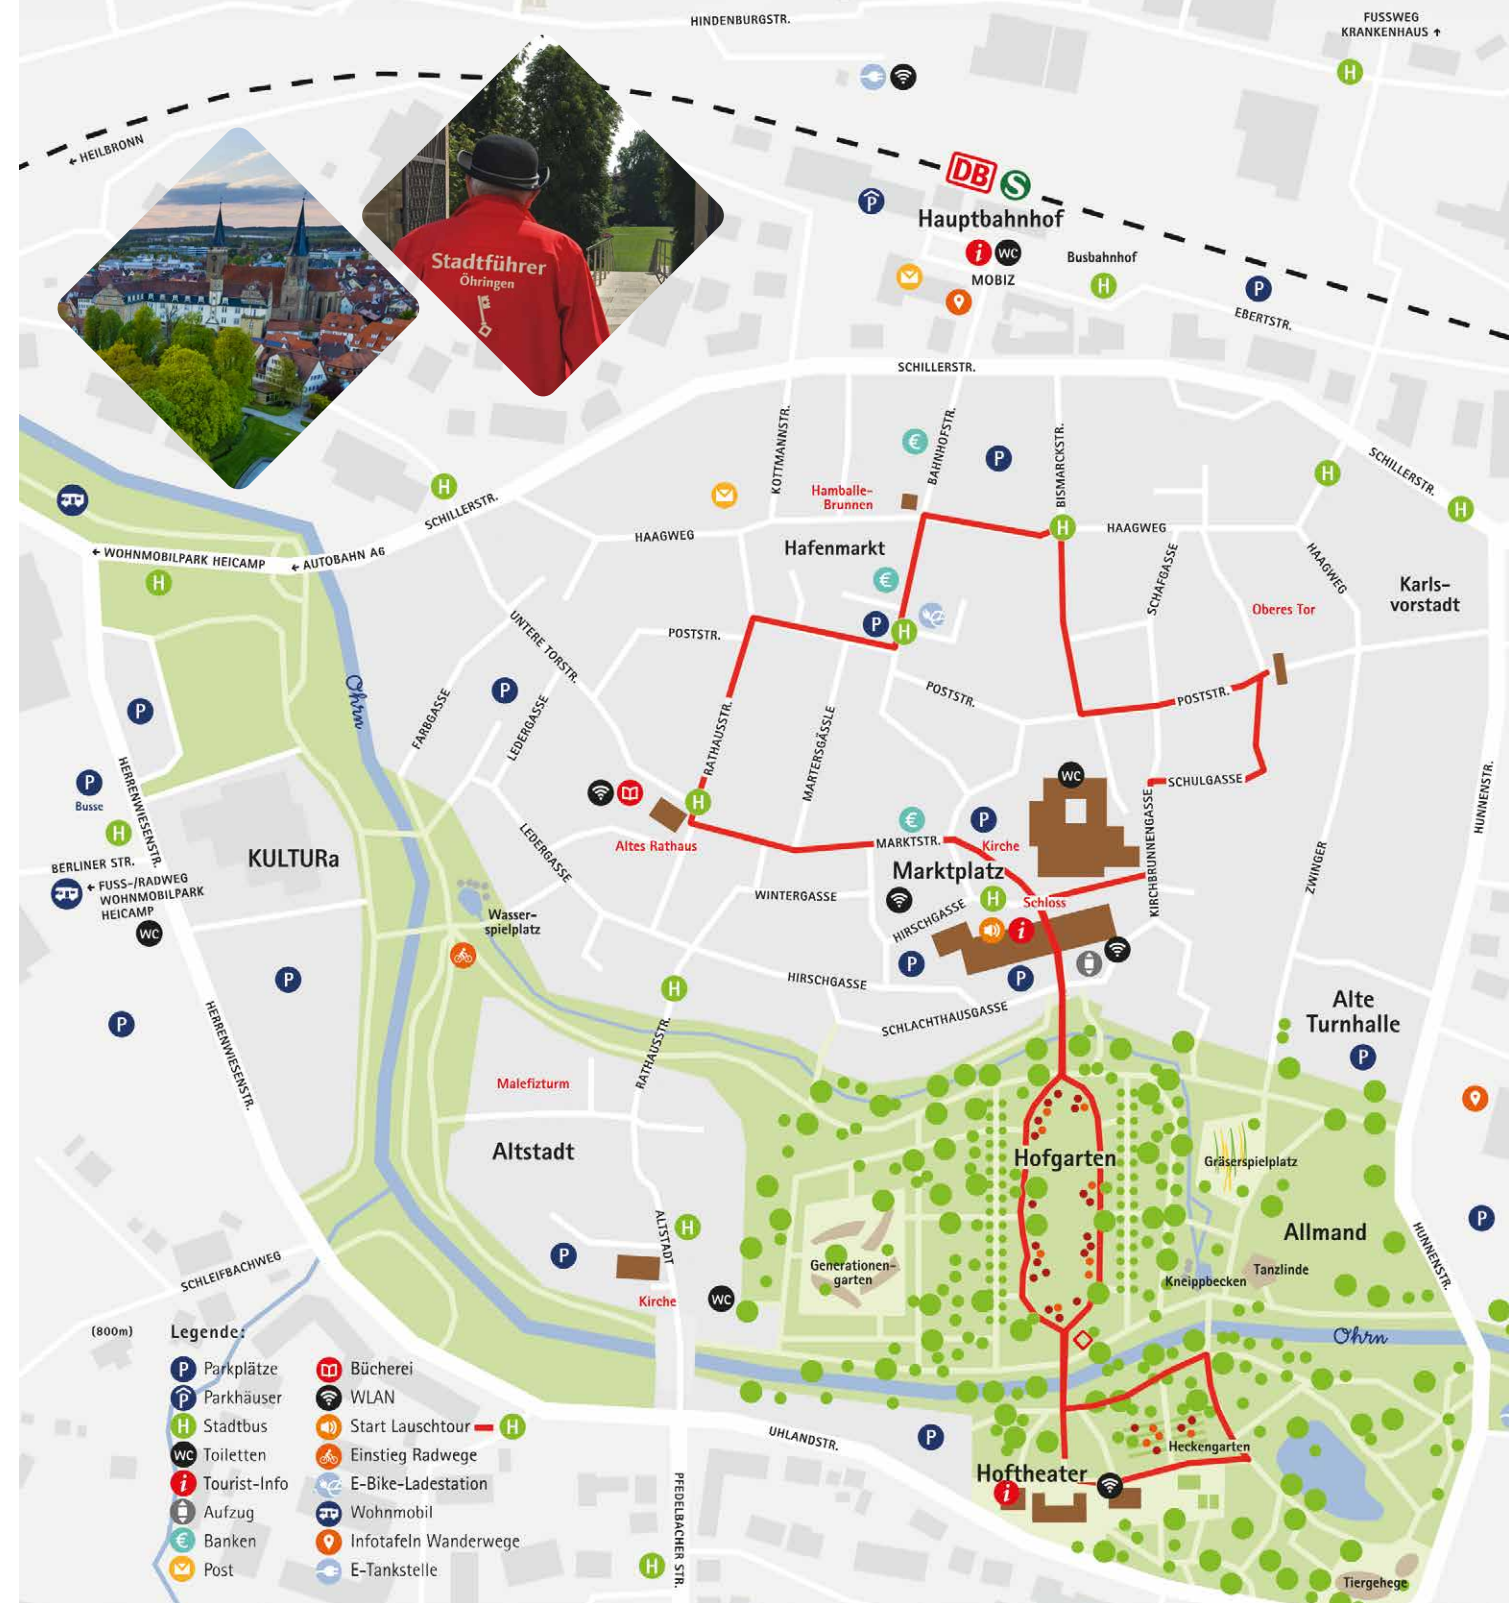 HINDENBURGSTR.
FUSSWEG
KRANKENHAUS ↑
← HEILBRONN
DB S
Hauptbahnhof
i WC
MOBIZ
Busbahnhof
H
P
EBERTSTR.
Stadtführer
Öhringen
SCHILLERSTR.
KOTTMANNSTR.
BAHNHOFSTR.
BISMARCKSTR.
SCHILLERSTR.
Hamballe-
Brunnen
SCHILLERSTR.
HAAGWEG
HAAGWEG
HAAGWEG
Hafenmarkt
SCHAFGASSE
Karls-
vorstadt
← WOHNMOBILPARK HEICAMP
← AUTOBAHN A6
Oberes Tor
UNTERE TORSTR.
POSTSTR.
POSTSTR.
POSTSTR.
Ohrn
FARBGASSE
LEDERGASSE
RATHAUSSTR.
MARTERSGÄSSLE
SCHULGASSE
HERRENWIESENSTR.
P
Busse
H
HUNNENSTR.
BERLINER STR.
← FUSS-/RADWEG
WOHNMOBILPARK
HEICAMP
WC
KULTURa
LEDERGASSE
Altes Rathaus
MARKTSTR.
Kirche
Marktplatz
KIRCHBRUNNENGASSE
ZWINGER
WINTERGASSE
HIRSCHGASSE
Schloss
Wasser-
spielplatz
HIRSCHGASSE
SCHLACHTHAUSGASSE
Alte
Turnhalle
P
HERRENWIESENSTR.
RATHAUSSTR.
Malefizturm
Altstadt
Hofgarten
Gräserspielplatz
Allmand
ALTSTADT
HUNNENSTR.
SCHLEIFBACHWEG
Generationen-
garten
Kneippbecken
Tanzlinde
Kirche
WC
Ohrn
(800m)
Legende:
P Parkplätze
P Parkhäuser
H Stadtbus
WC Toiletten
i Tourist-Info
Aufzug
€ Banken
Post
Bücherei
WLAN
Start Lauschtour H
Einstieg Radwege
E-Bike-Ladestation
Wohnmobil
Infotafeln Wanderwege
E-Tankstelle
UHLANDSTR.
PFEDELBACHER STR.
Heckengarten
Hoftheater
i
Tiergehege